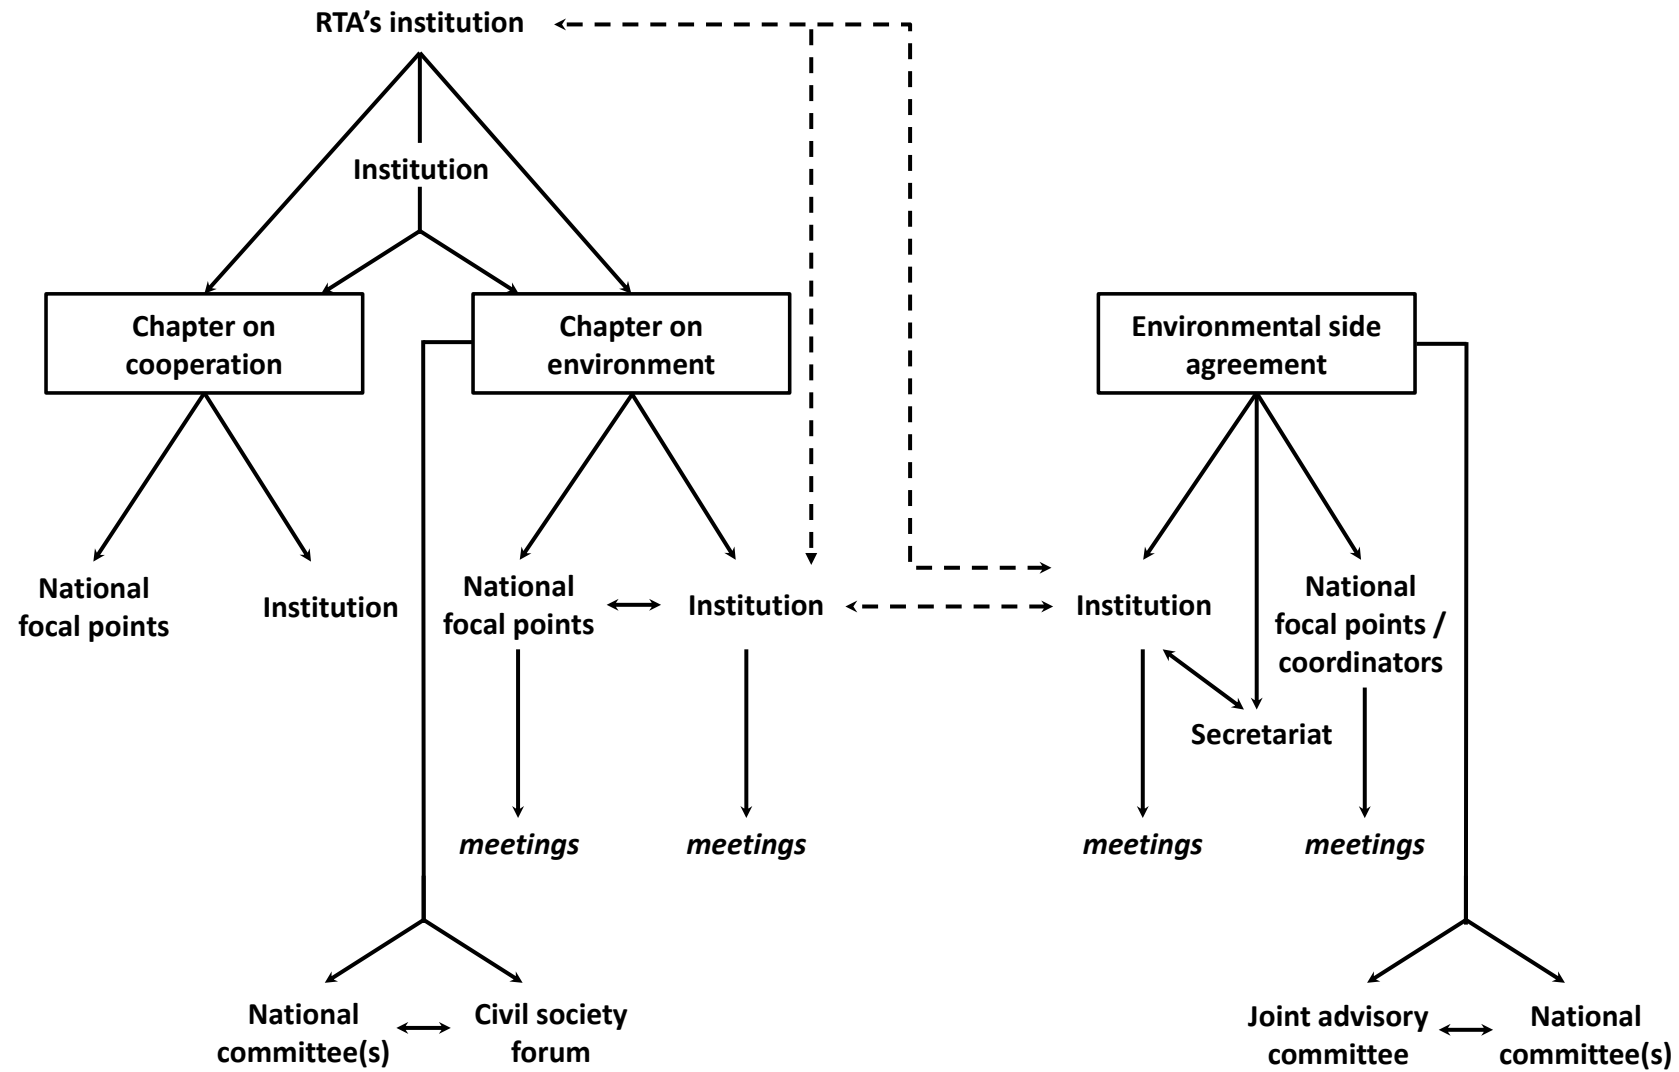 RTA's institution
Institution
Chapter on
cooperation
Chapter on
environment
Environmental side
agreement
National
focal points
Institution
National
focal points
Institution
Institution
National
focal points /
coordinators
Secretariat
meetings
meetings
meetings
meetings
National
committee(s)
Civil society
forum
Joint advisory
committee
National
committee(s)